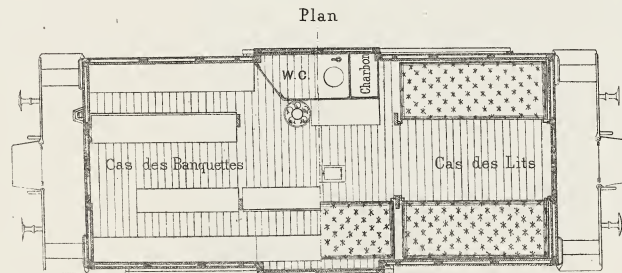 Plan
W.C.
Charbon
Cas des Banquettes
Cas des Lits